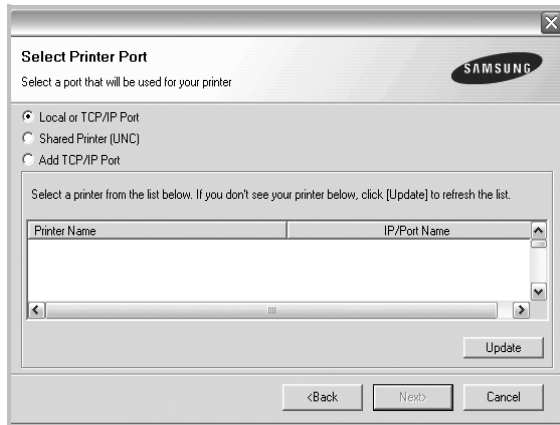 Select Printer Port
Select a port that will be used for your printer
SAMSUNG
Local or TCP/IP Port
Shared Printer (UNC)
Add TCP/IP Port
Select a printer from the list below. If you don't see your printer below, click [Update] to refresh the list.
Printer Name IP/Port Name
Update
<Back Next> Cancel